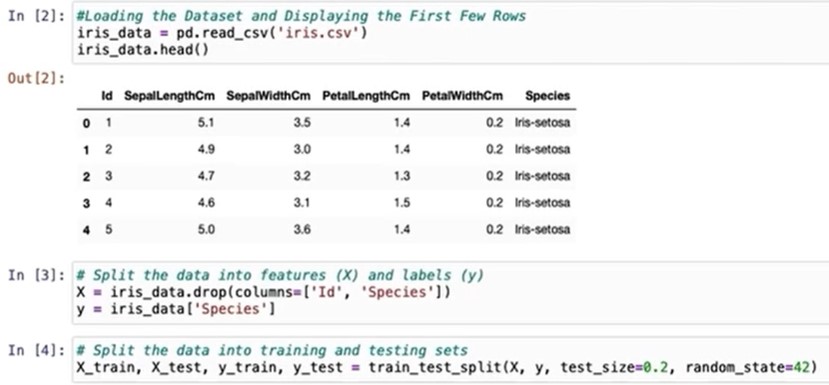 In [2]: #Loading the Dataset and Displaying the First Few Rows
iris_data = pd.read_csv('iris.csv')
iris_data.head()
Out[2]:
Id SepalLengthCm SepalWidthCm PetalLengthCm PetalWidthCm Species
0 1 5.1 3.5 1.4 0.2 Iris-setosa
1 2 4.9 3.0 1.4 0.2 Iris-setosa
2 3 4.7 3.2 1.3 0.2 Iris-setosa
3 4 4.6 3.1 1.5 0.2 Iris-setosa
4 5 5.0 3.6 1.4 0.2 Iris-setosa
In [3]: # Split the data into features (X) and labels (y)
X = iris_data.drop(columns=['Id', 'Species'])
y = iris_data['Species']
In [4]: # Split the data into training and testing sets
X_train, X_test, y_train, y_test = train_test_split(X, y, test_size=0.2, random_state=42)